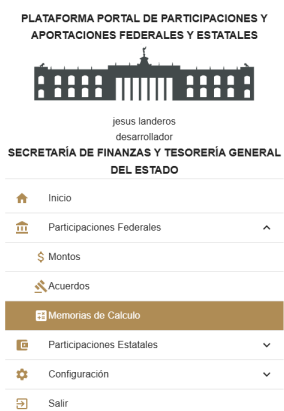 PLATAFORMA PORTAL DE PARTICIPACIONES Y
APORTACIONES FEDERALES Y ESTATALES
jesus landeros
desarrollador
SECRETARÍA DE FINANZAS Y TESORERÍA GENERAL
DEL ESTADO
Inicio
Participaciones Federales
Montos
Acuerdos
Memorias de Calculo
Participaciones Estatales
Configuración
Salir